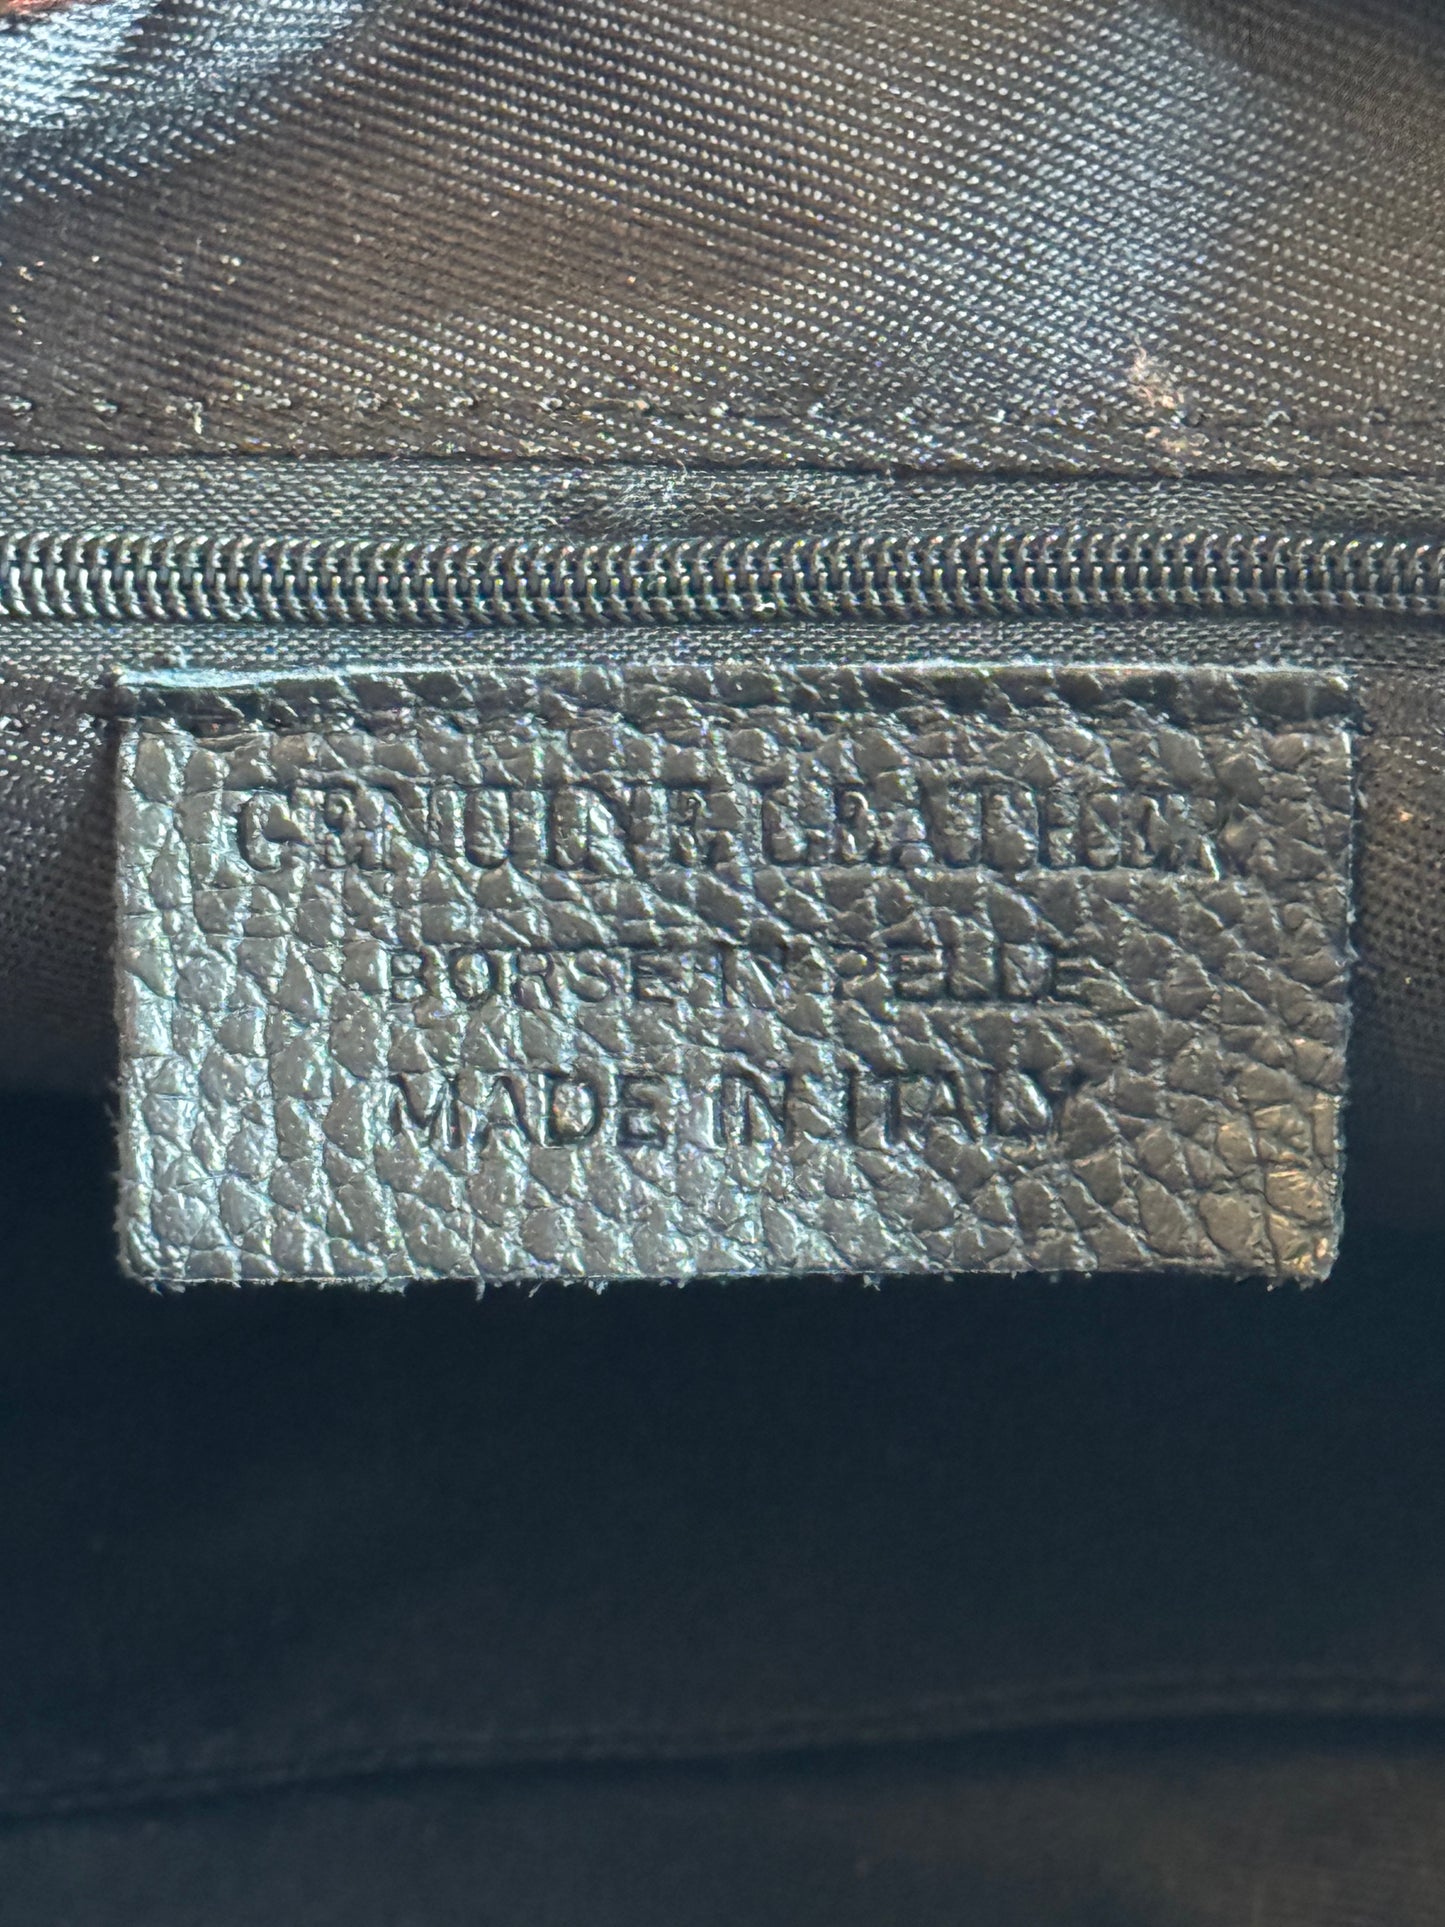 GENUINE LEATHER
BORSE IN PELLE
MADE IN ITALY